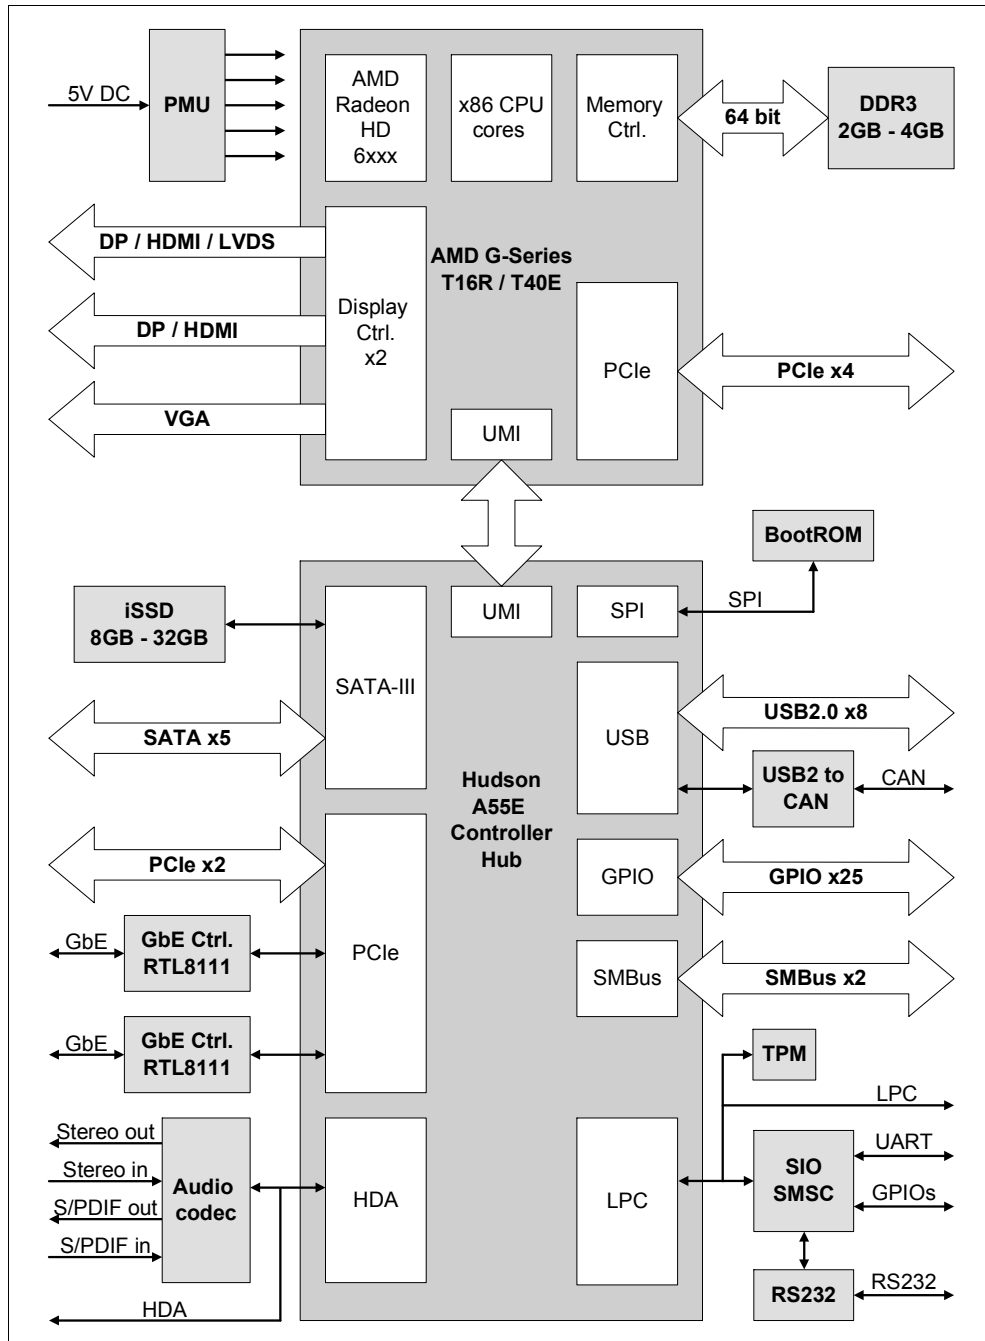 5V DC
PMU
AMD
Radeon
HD
6xxx
x86 CPU
cores
Memory
Ctrl.
64 bit
DDR3
2GB - 4GB
DP / HDMI / LVDS
DP / HDMI
VGA
Display
Ctrl.
x2
AMD G-Series
T16R / T40E
PCIe
PCIe x4
UMI
BootROM
SPI
iSSD
8GB - 32GB
UMI
SPI
SATA-III
SATA x5
USB
USB2.0 x8
USB2 to
CAN
CAN
Hudson
A55E
Controller
Hub
PCIe x2
GPIO
GPIO x25
GbE
GbE Ctrl.
RTL8111
PCIe
SMBus
SMBus x2
GbE
GbE Ctrl.
RTL8111
TPM
LPC
Stereo out
Stereo in
S/PDIF out
S/PDIF in
Audio
codec
HDA
HDA
LPC
SIO
SMSC
UART
GPIOs
RS232
RS232